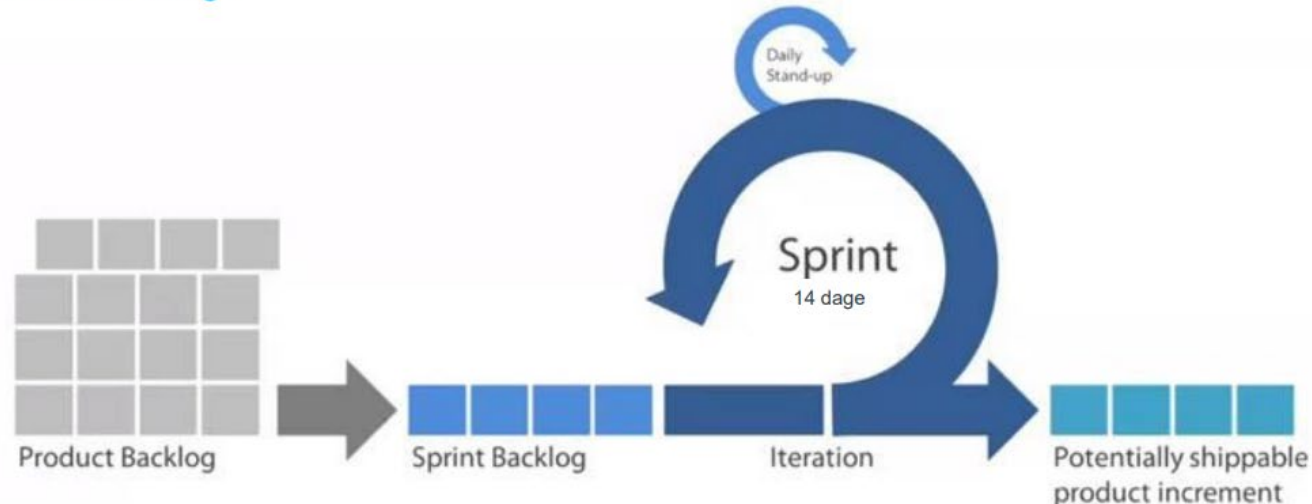 Daily
Stand-up
Sprint
14 dage
Product Backlog
Sprint Backlog
Iteration
Potentially shippable
product increment